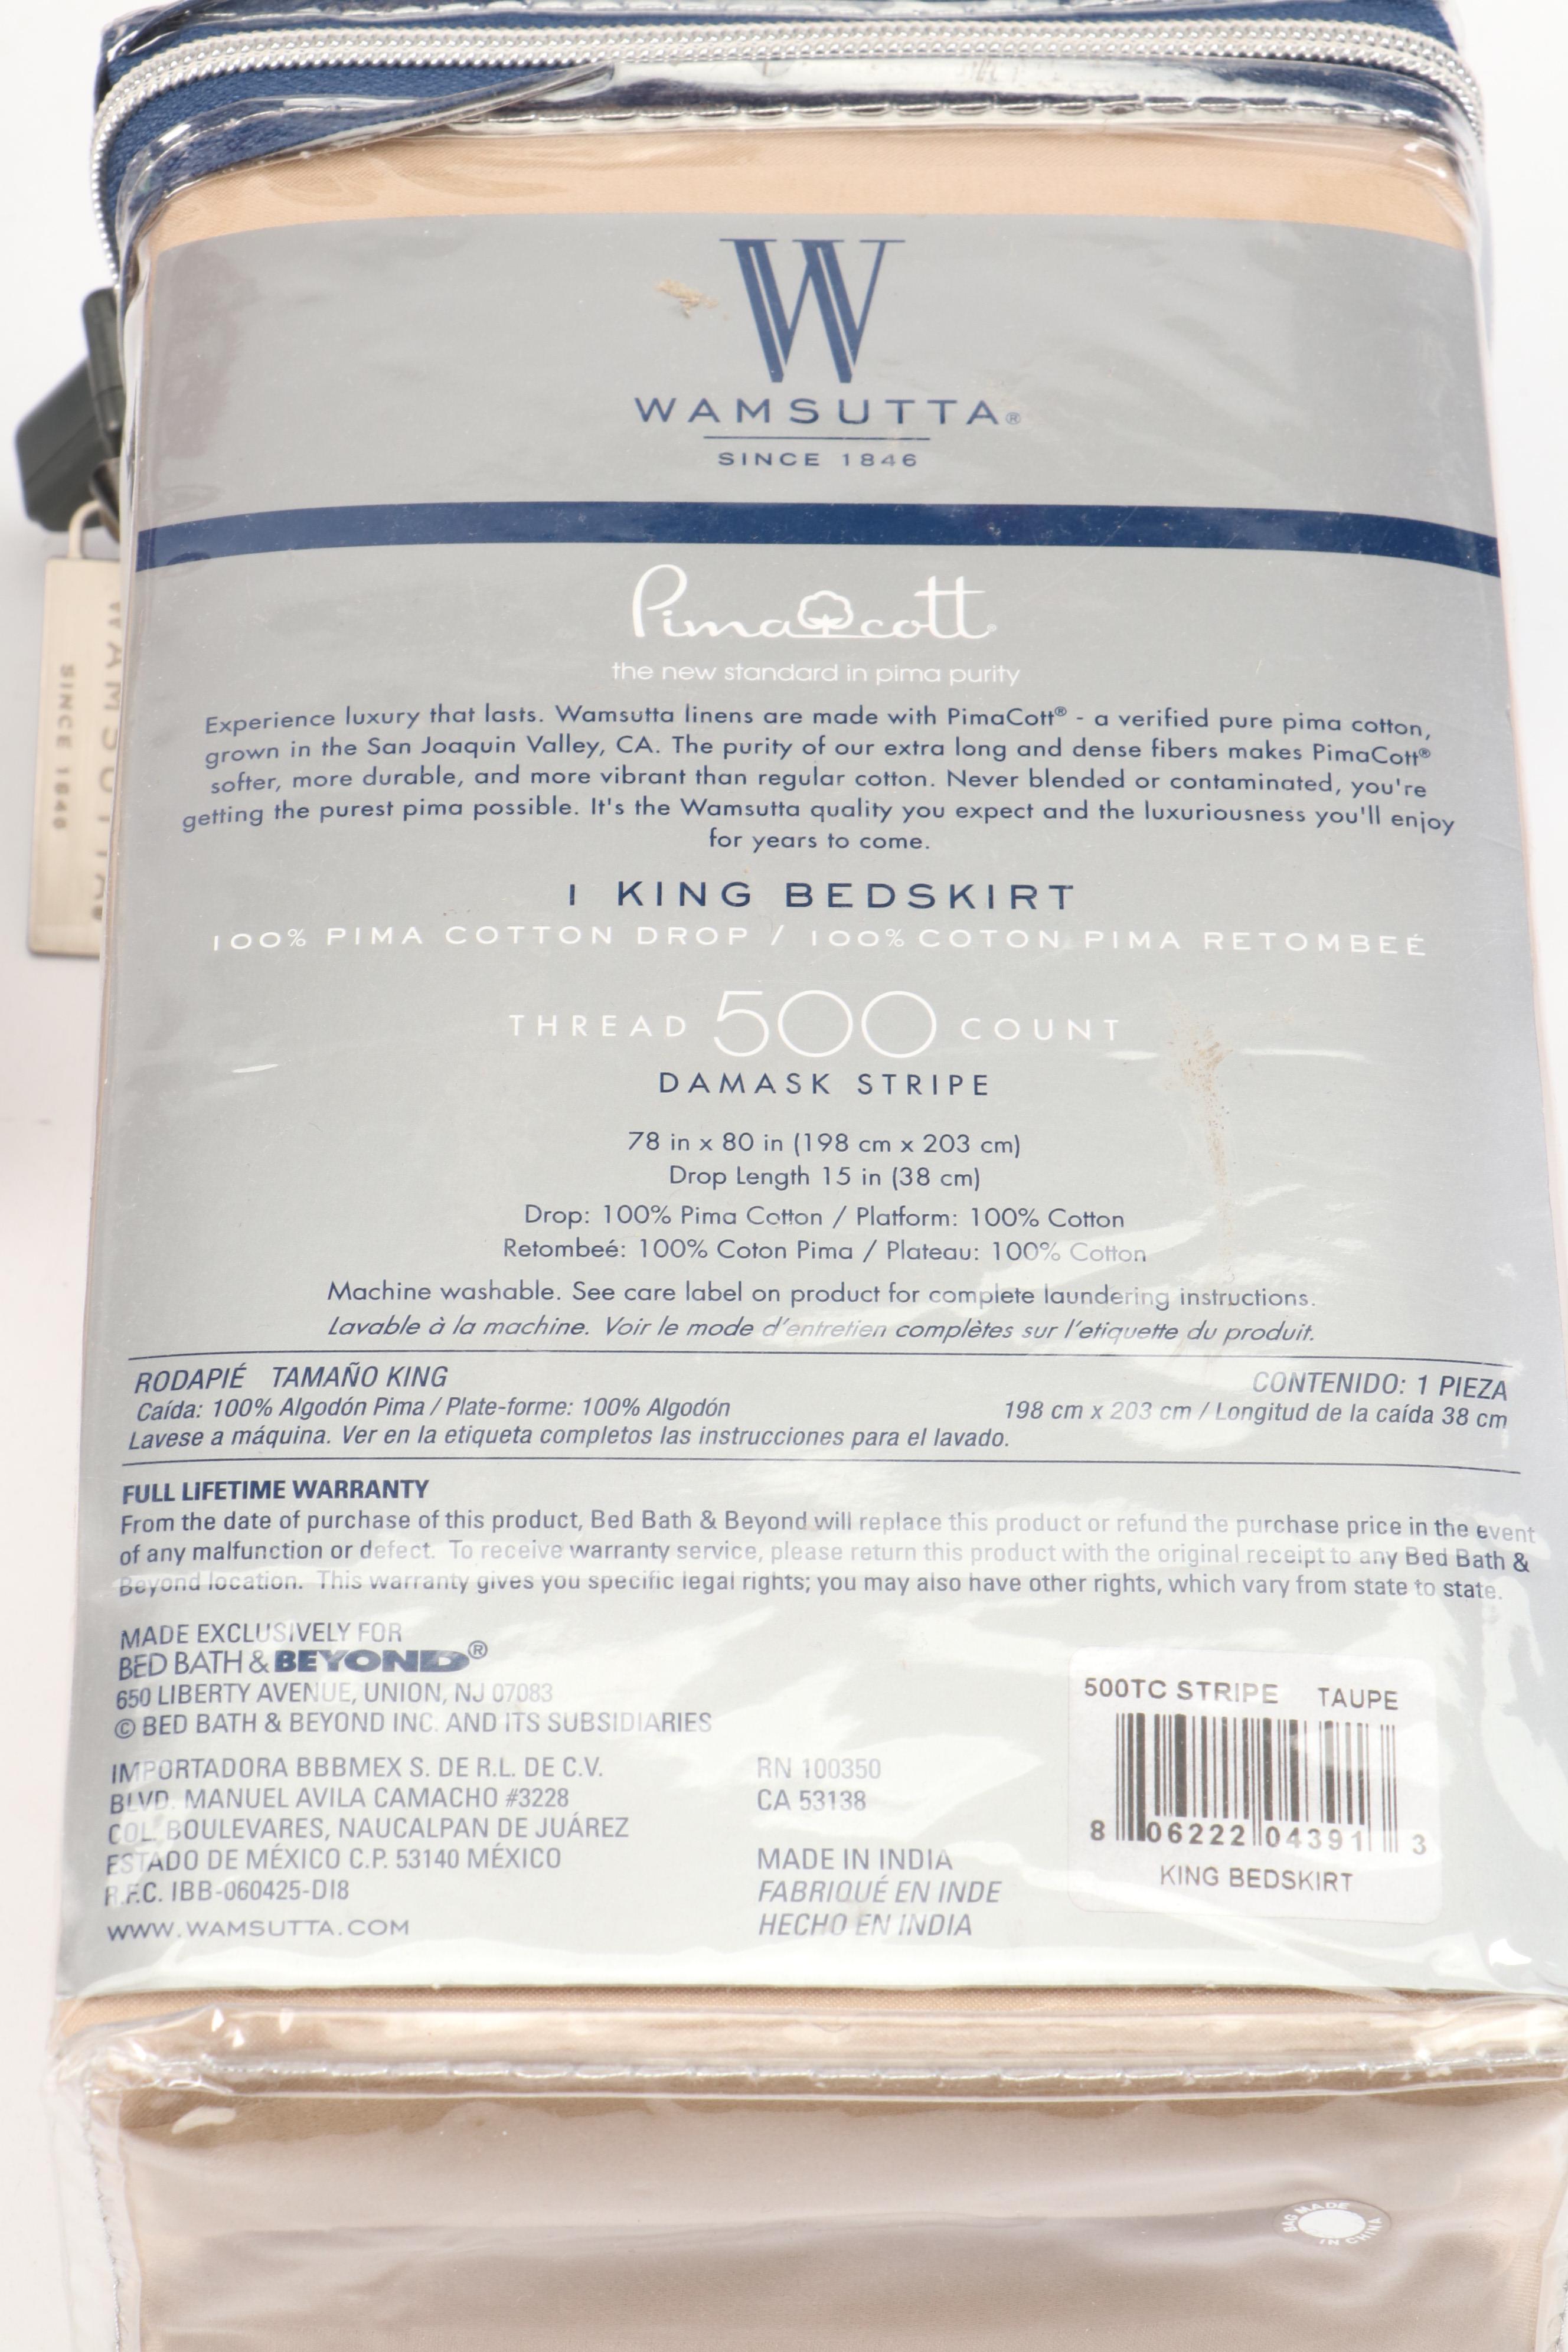 W
WAMSUTTA®
SINCE 1846
PimaCott
the new standard in pima purity
Experience luxury that lasts. Wamsutta linens are made with PimaCott® - a verified pure pima cotton,
grown in the San Joaquin Valley, CA. The purity of our extra long and dense fibers makes PimaCott®
softer, more durable, and more vibrant than regular cotton. Never blended or contaminated, you're
getting the purest pima possible. It's the Wamsutta quality you expect and the luxuriousness you'll enjoy
for years to come.
1 KING BEDSKIRT
100% PIMA COTTON DROP / 100% COTON PIMA RETOMBEÉ
THREAD 500 COUNT
DAMASK STRIPE
78 in x 80 in (198 cm x 203 cm)
Drop Length 15 in (38 cm)
Drop: 100% Pima Cotton / Platform: 100% Cotton
Retombeé: 100% Coton Pima / Plateau: 100% Cotton
Machine washable. See care label on product for complete laundering instructions.
Lavable à la machine. Voir le mode d'entretien complètes sur l'etiquette du produit.
RODAPIÉ TAMAÑO KING
CONTENIDO: 1 PIEZA
Caída: 100% Algodón Pima / Plate-forme: 100% Algodón
198 cm x 203 cm / Longitud de la caída 38 cm
Lavese a máquina. Ver en la etiqueta completos las instrucciones para el lavado.
FULL LIFETIME WARRANTY
From the date of purchase of this product, Bed Bath & Beyond will replace this product or refund the purchase price in the event
of any malfunction or defect. To receive warranty service, please return this product with the original receipt to any Bed Bath &
Beyond location. This warranty gives you specific legal rights; you may also have other rights, which vary from state to state.
MADE EXCLUSIVELY FOR
BED BATH & BEYOND®
650 LIBERTY AVENUE, UNION, NJ 07083
© BED BATH & BEYOND INC. AND ITS SUBSIDIARIES
IMPORTADORA BBBMEX S. DE R.L. DE C.V.
BLVD. MANUEL AVILA CAMACHO #3228
COL. BOULEVARES, NAUCALPAN DE JUÁREZ
ESTADO DE MÉXICO C.P. 53140 MÉXICO
R.F.C. IBB-060425-DI8
WWW.WAMSUTTA.COM
RN 100350
CA 53138
MADE IN INDIA
FABRIQUÉ EN INDE
HECHO EN INDIA
500TC STRIPE TAUPE
8 06222 04391 3
KING BEDSKIRT
BAG MADE
IN CHINA
WAMSUTTA
SINCE 1846